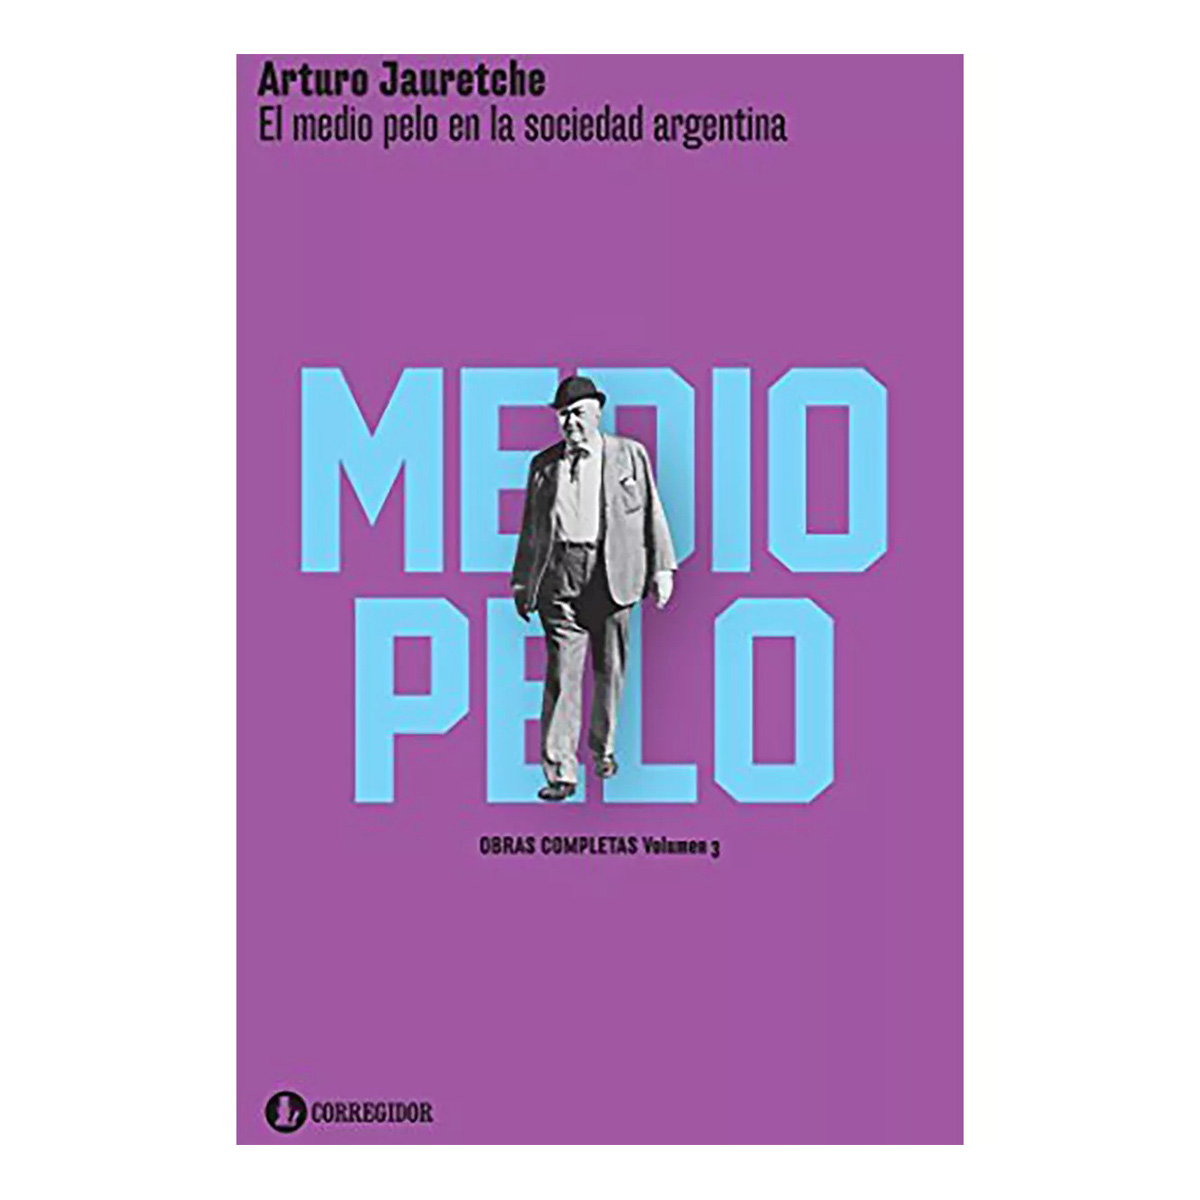 Arturo Jauretche
El medio pelo en la sociedad argentina
MEDIO
PELO
OBRAS COMPLETAS Volumen 3
CORREGIDOR